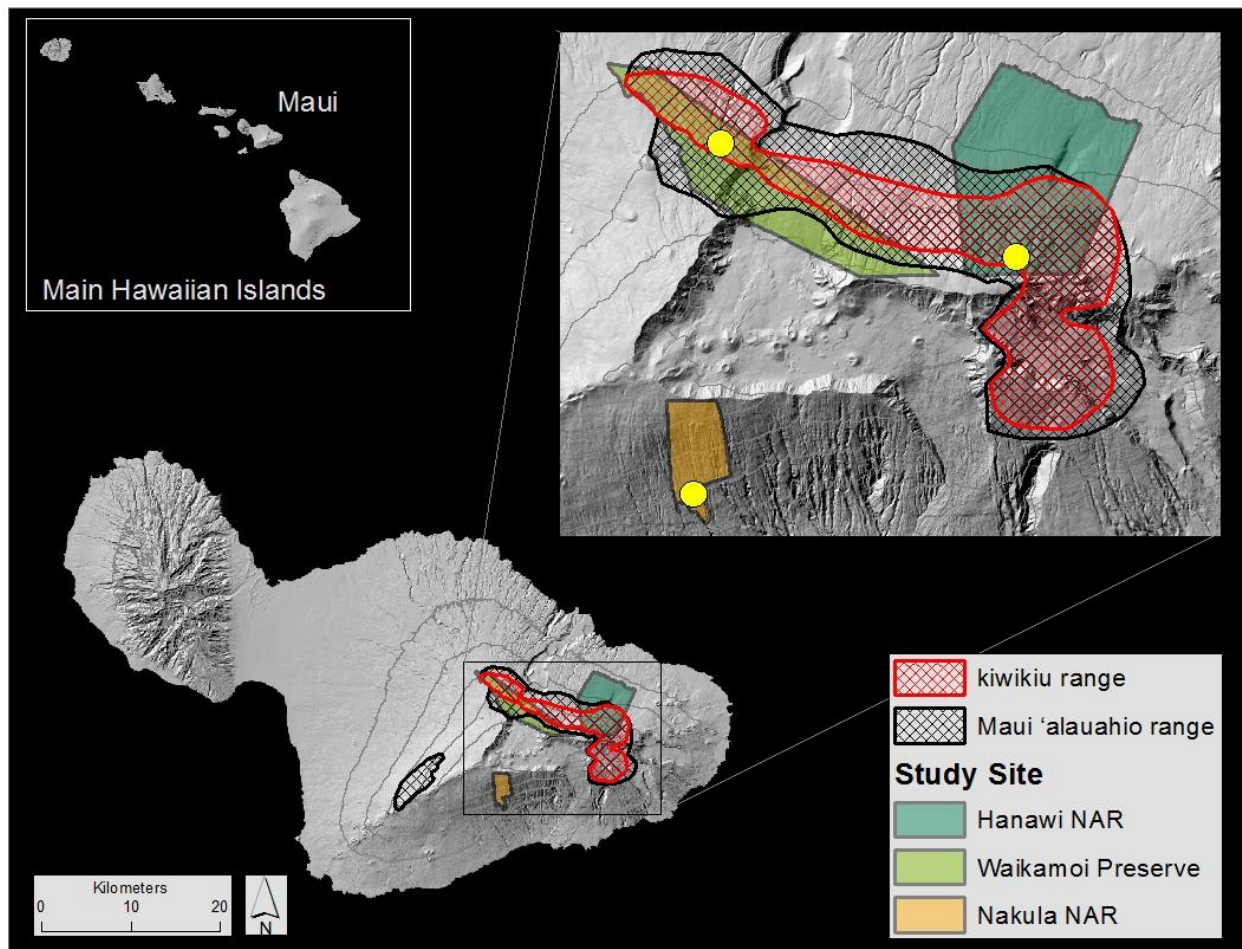 Maui
Main Hawaiian Islands
kiwikiu range
Maui ‘alauahio range
Study Site
Hanawi NAR
Waikamoi Preserve
Nakula NAR
Kilometers
0 10 20
N